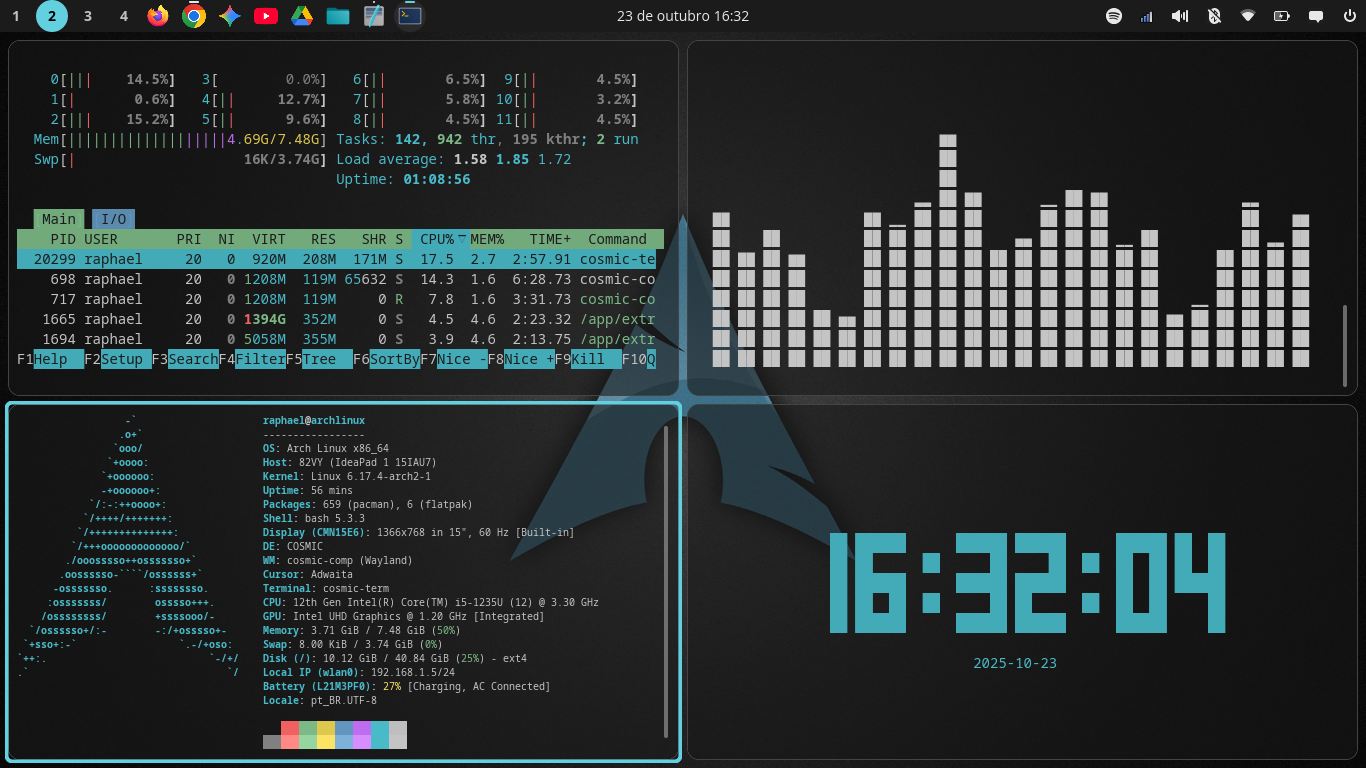 1 2 3 4 23 de outubro 16:32
0[||| 14.5%] 3[ 0.0%] 6[|| 6.5%] 9[|| 4.5%]
1[| 0.6%] 4[|| 12.7%] 7[|| 5.8%] 10[|| 3.2%]
2[||| 15.2%] 5[|| 9.6%] 8[|| 4.5%] 11[|| 4.5%]
Mem[|||||||||||||||||||4.69G/7.48G] Tasks: 142, 942 thr, 195 kthr; 2 run
Swp[| 16K/3.74G] Load average: 1.58 1.85 1.72
Uptime: 01:08:56
Main I/O
PID USER PRI NI VIRT RES SHR S CPU%▽MEM% TIME+ Command
20299 raphael 20 0 920M 208M 171M S 17.5 2.7 2:57.91 cosmic-te
698 raphael 20 0 1208M 119M 65632 S 14.3 1.6 6:28.73 cosmic-co
717 raphael 20 0 1208M 119M 0 R 7.8 1.6 3:31.73 cosmic-co
1665 raphael 20 0 1394G 352M 0 S 4.5 4.6 2:23.32 /app/extr
1694 raphael 20 0 5058M 355M 0 S 3.9 4.6 2:13.75 /app/extr
F1Help F2Setup F3SearchF4FilterF5Tree F6SortByF7Nice -F8Nice +F9Kill F10Q
raphael@archlinux
-----------------
OS: Arch Linux x86_64
Host: 82VY (IdeaPad 1 15IAU7)
Kernel: Linux 6.17.4-arch2-1
Uptime: 56 mins
Packages: 659 (pacman), 6 (flatpak)
Shell: bash 5.3.3
Display (CMN15E6): 1366x768 in 15", 60 Hz [Built-in]
DE: COSMIC
WM: cosmic-comp (Wayland)
Cursor: Adwaita
Terminal: cosmic-term
CPU: 12th Gen Intel(R) Core(TM) i5-1235U (12) @ 3.30 GHz
GPU: Intel UHD Graphics @ 1.20 GHz [Integrated]
Memory: 3.71 GiB / 7.48 GiB (50%)
Swap: 8.00 KiB / 3.74 GiB (0%)
Disk (/): 10.12 GiB / 40.84 GiB (25%) - ext4
Local IP (wlan0): 192.168.1.5/24
Battery (L21M3PF0): 27% [Charging, AC Connected]
Locale: pt_BR.UTF-8
16:32:04
2025-10-23